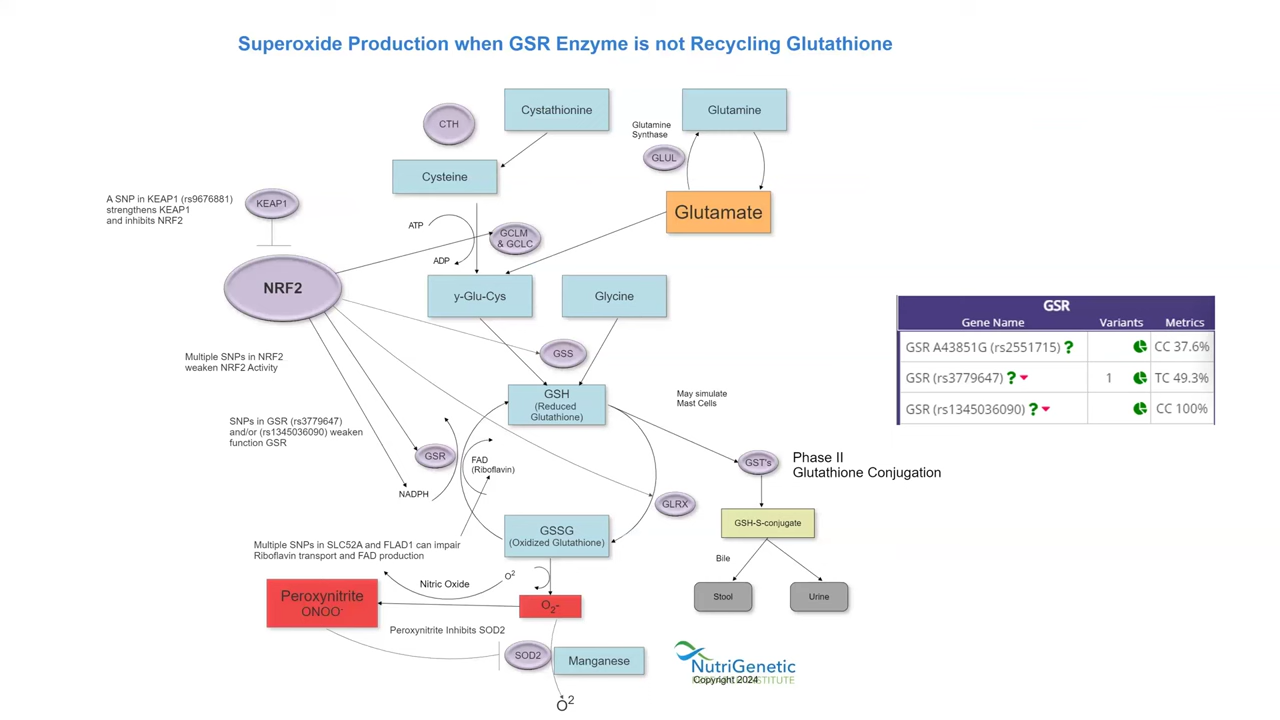 Superoxide Production when GSR Enzyme is not Recycling Glutathione
Cystathionine
Glutamine
CTH
Glutamine
Synthase
GLUL
Cysteine
A SNP in KEAP1 (rs9676881)
strengthens KEAP1
and inhibits NRF2
KEAP1
Glutamate
ATP
GCLM
& GCLC
ADP
NRF2
y-Glu-Cys
Glycine
GSR
Gene Name
Variants
Metrics
GSR A43851G (rs2551715) ?
CC 37.6%
GSR (rs3779647) ?
1
TC 49.3%
GSR (rs1345036090) ?
CC 100%
Multiple SNPs in NRF2
weaken NRF2 Activity
GSS
GSH
(Reduced
Glutathione)
May simulate
Mast Cells
SNPs in GSR (rs3779647)
and/or (rs1345036090) weaken
function GSR
GSR
FAD
(Riboflavin)
NADPH
GST's
Phase II
Glutathione Conjugation
GLRX
GSH-S-conjugate
GSSG
(Oxidized Glutathione)
Multiple SNPs in SLC52A and FLAD1 can impair
Riboflavin transport and FAD production
Bile
Nitric Oxide
O2
Peroxynitrite
ONOO-
O2-
Stool
Urine
Peroxynitrite Inhibits SOD2
SOD2
Manganese
O2
NutriGenetic
Copyright 2024